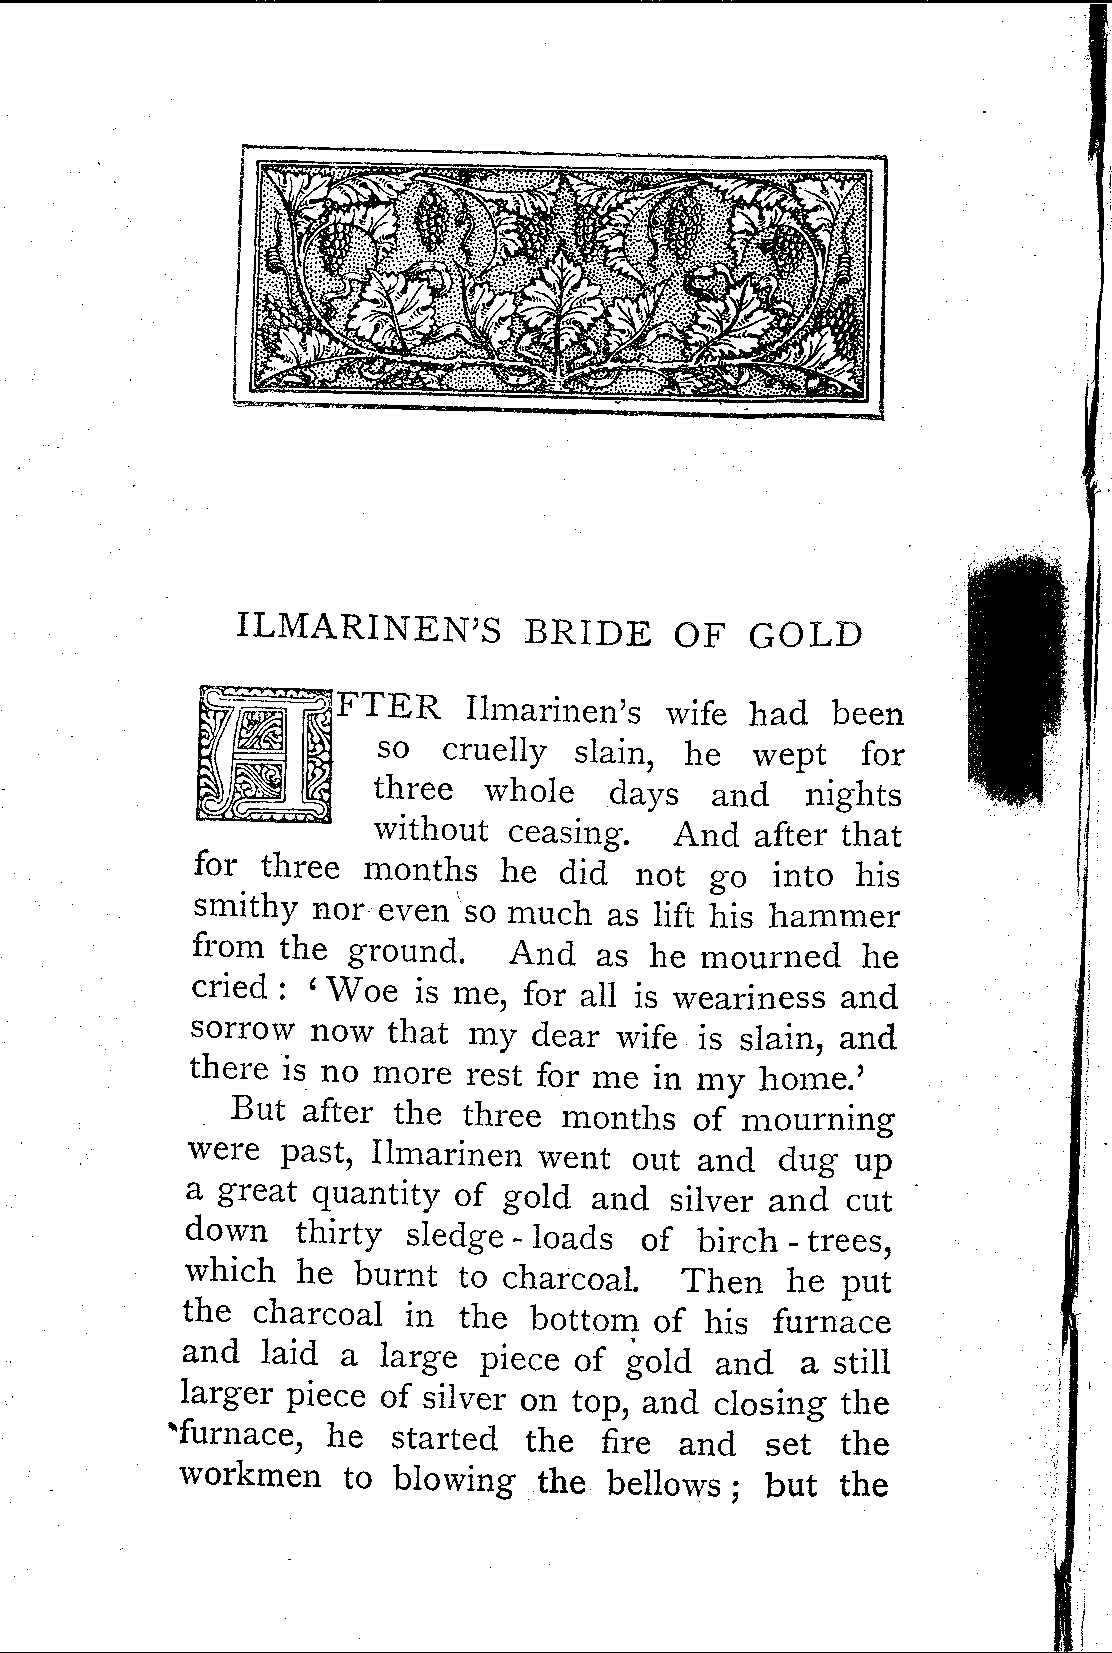 ILMARINEN'S BRIDE OF GOLD
AFTER Ilmarinen's wife had been
so cruelly slain, he wept for
three whole days and nights
without ceasing. And after that
for three months he did not go into his
smithy nor even so much as lift his hammer
from the ground. And as he mourned he
cried : ‘ Woe is me, for all is weariness and
sorrow now that my dear wife is slain, and
there is no more rest for me in my home.’
But after the three months of mourning
were past, Ilmarinen went out and dug up
a great quantity of gold and silver and cut
down thirty sledge - loads of birch - trees,
which he burnt to charcoal. Then he put
the charcoal in the bottom of his furnace
and laid a large piece of gold and a still
larger piece of silver on top, and closing the
furnace, he started the fire and set the
workmen to blowing the bellows ; but the